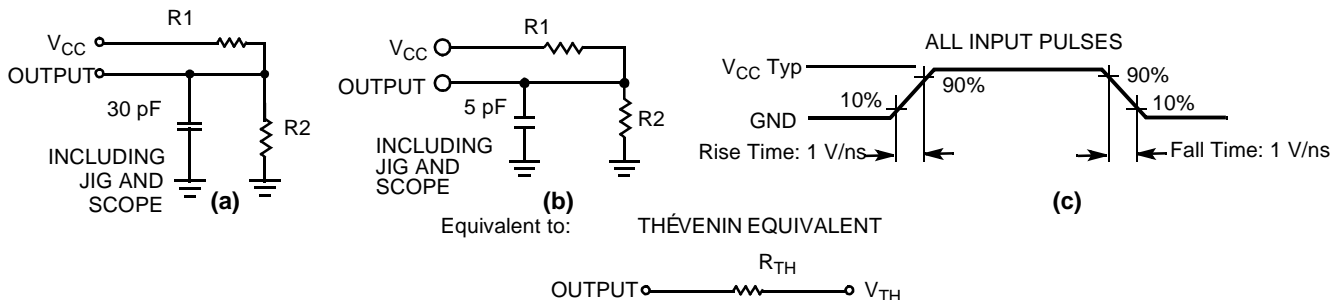 R1
VCC
OUTPUT
30 pF
R2
INCLUDING
JIG AND
SCOPE
(a)
R1
VCC
OUTPUT
5 pF
R2
INCLUDING
JIG AND
SCOPE
(b)
ALL INPUT PULSES
VCC Typ
90%
90%
10%
10%
GND
Rise Time: 1 V/ns
Fall Time: 1 V/ns
(c)
Equivalent to: THÉVENIN EQUIVALENT
RTH
OUTPUT
VTH